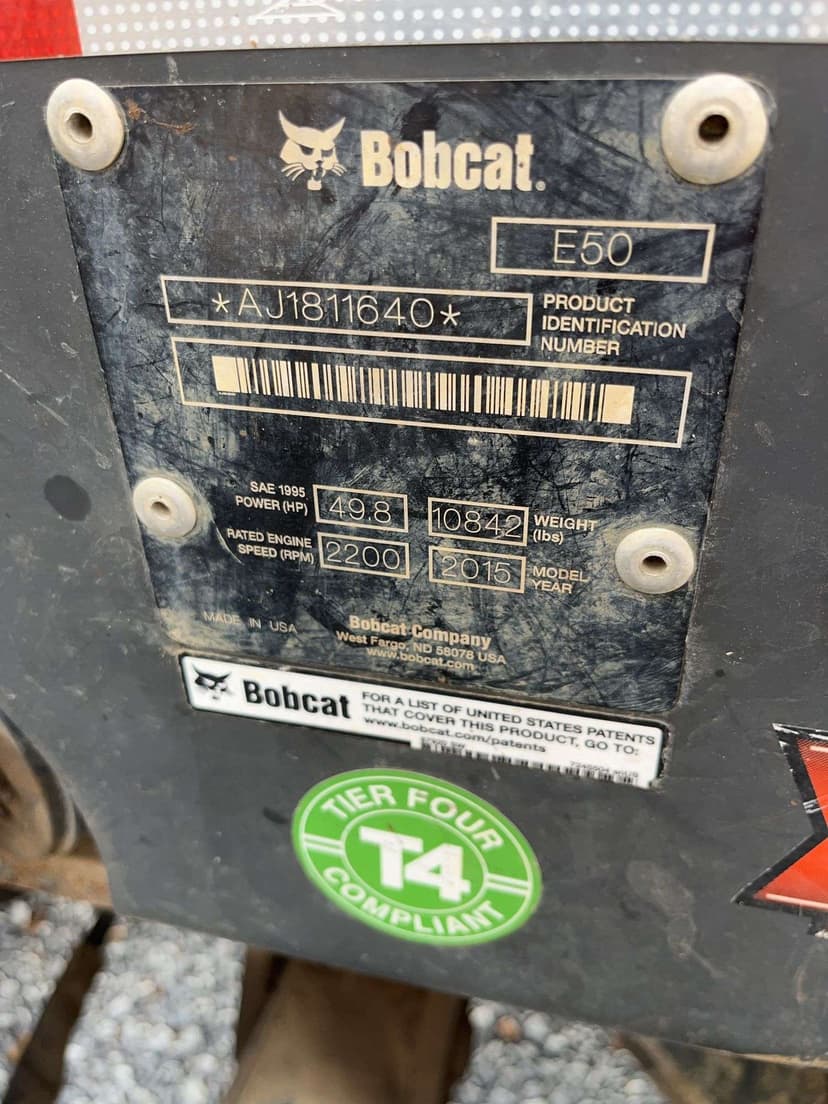 Bobcat®
E50
*AJ1811640*
PRODUCT
IDENTIFICATION
NUMBER
SAE 1995
POWER (HP)
49.8
10842
WEIGHT
(lbs)
RATED ENGINE
SPEED (RPM)
2200
2015
MODEL
YEAR
MADE IN USA
Bobcat Company
West Fargo, ND 58078 USA
www.bobcat.com
Bobcat
FOR A LIST OF UNITED STATES PATENTS
THAT COVER THIS PRODUCT, GO TO:
www.bobcat.com/patents
TIER FOUR
T4
COMPLIANT